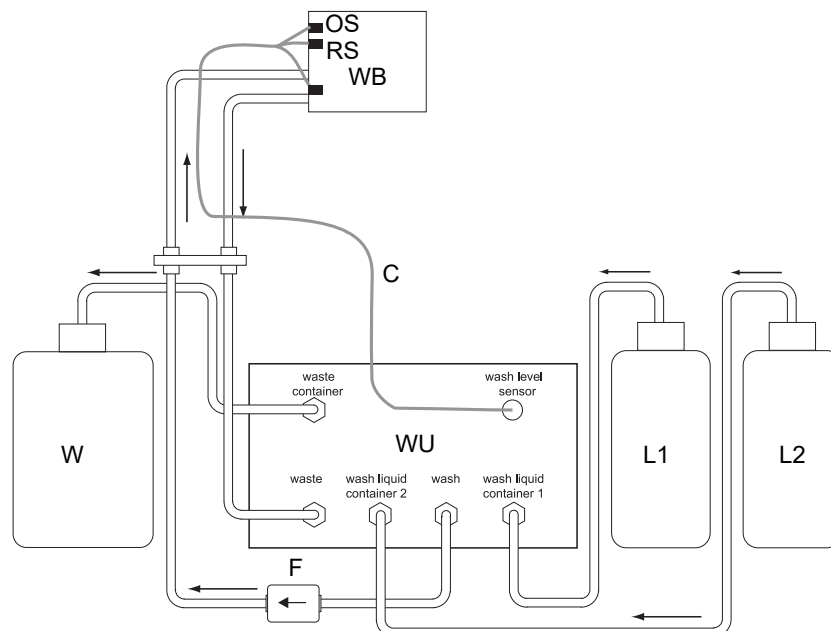 OS
RS
WB
C
waste
container
wash level
sensor
W
WU
L1
L2
waste
wash liquid
container 2
wash
wash liquid
container 1
F